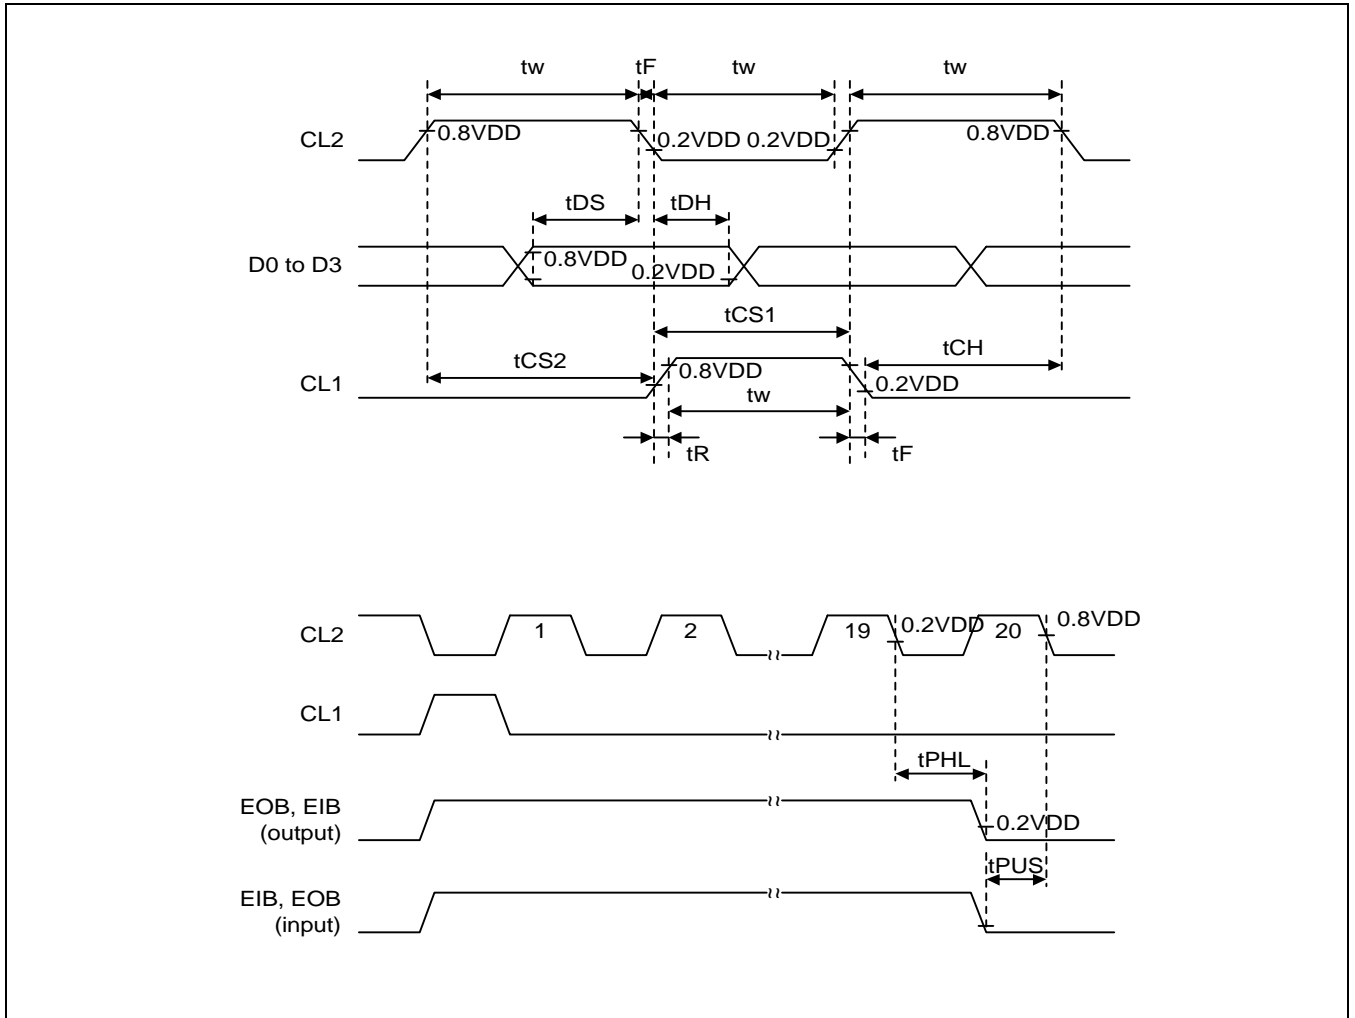 tw tF tw tw
CL2 0.8VDD 0.2VDD 0.2VDD 0.8VDD
tDS tDH
D0 to D3 0.8VDD 0.2VDD
tCS1
tCS2 tCH
CL1 0.8VDD 0.2VDD
tw
tR tF
CL2 1 2 19 0.2VDD 20 0.8VDD
CL1
tPHL
EOB, EIB
(output) 0.2VDD
tPUS
EIB, EOB
(input)